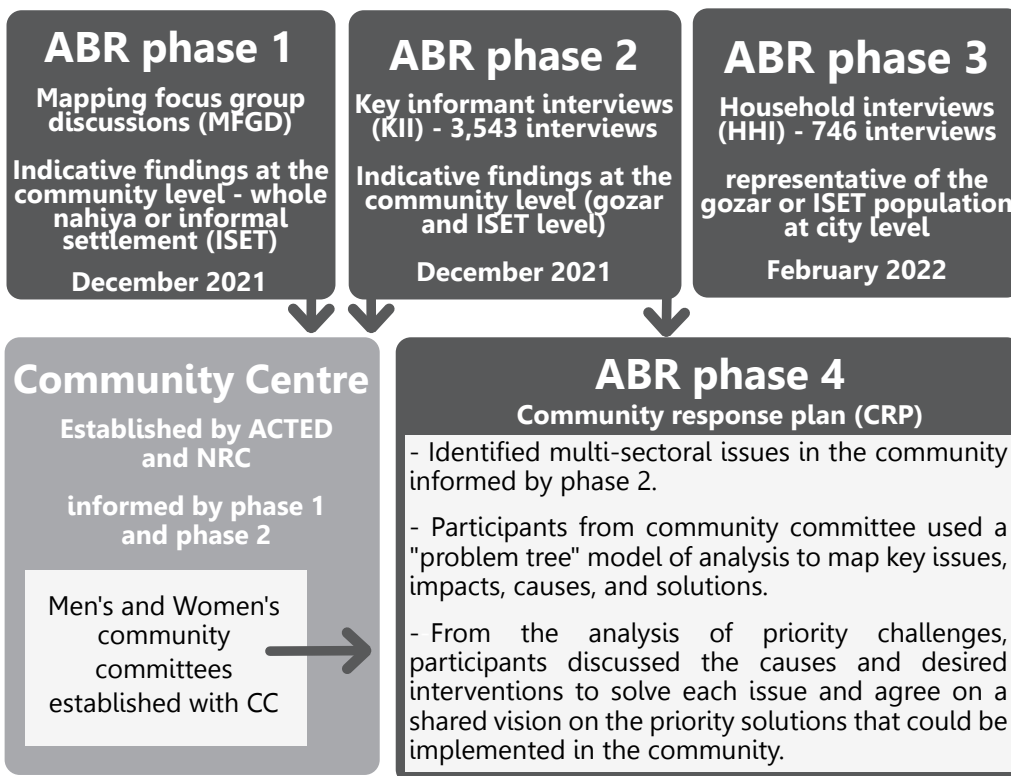 ABR phase 1
Mapping focus group
discussions (MFGD)
Indicative findings at the
community level - whole
nahiya or informal
settlement (ISET)
December 2021
ABR phase 2
Key informant interviews
(KII) - 3,543 interviews
Indicative findings at the
community level (gozar
and ISET level)
December 2021
ABR phase 3
Household interviews
(HHI) - 746 interviews
representative of the
gozar or ISET population
at city level
February 2022
Community Centre
Established by ACTED
and NRC
informed by phase 1
and phase 2
Men's and Women's
community
committees
established with CC
ABR phase 4
Community response plan (CRP)
- Identified multi-sectoral issues in the community
informed by phase 2.
- Participants from community committee used a
"problem tree" model of analysis to map key issues,
impacts, causes, and solutions.
- From the analysis of priority challenges,
participants discussed the causes and desired
interventions to solve each issue and agree on a
shared vision on the priority solutions that could be
implemented in the community.